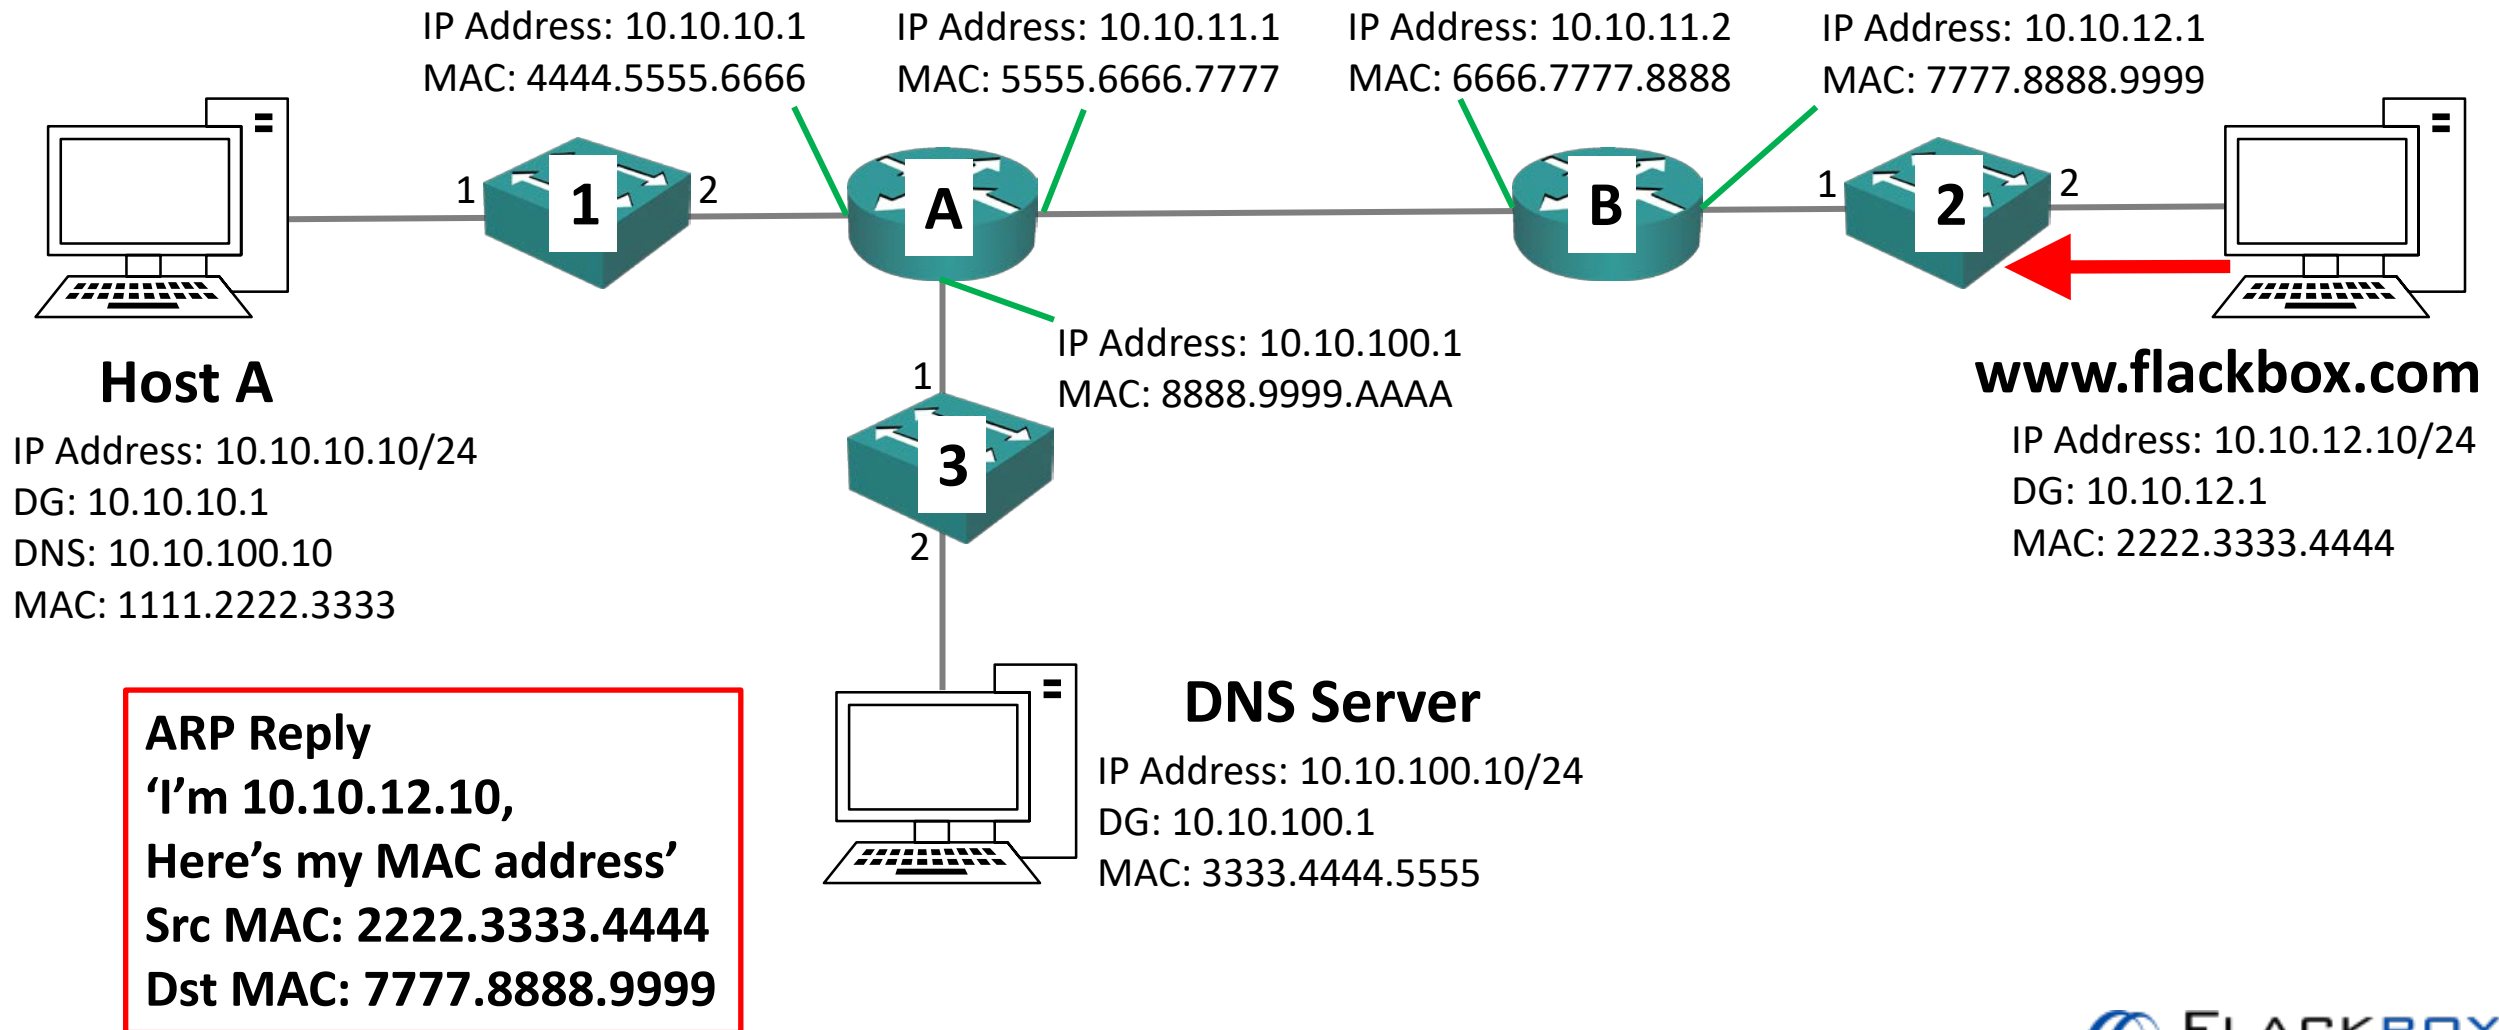 IP Address: 10.10.10.1
MAC: 4444.5555.6666
IP Address: 10.10.11.1
MAC: 5555.6666.7777
IP Address: 10.10.11.2
MAC: 6666.7777.8888
IP Address: 10.10.12.1
MAC: 7777.8888.9999
1
1
2
A
B
1
2
2
IP Address: 10.10.100.1
MAC: 8888.9999.AAAA
1
3
2
Host A
IP Address: 10.10.10.10/24
DG: 10.10.10.1
DNS: 10.10.100.10
MAC: 1111.2222.3333
www.flackbox.com
IP Address: 10.10.12.10/24
DG: 10.10.12.1
MAC: 2222.3333.4444
DNS Server
IP Address: 10.10.100.10/24
DG: 10.10.100.1
MAC: 3333.4444.5555
ARP Reply
‘I’m 10.10.12.10,
Here’s my MAC address’
Src MAC: 2222.3333.4444
Dst MAC: 7777.8888.9999
FLACKBOX